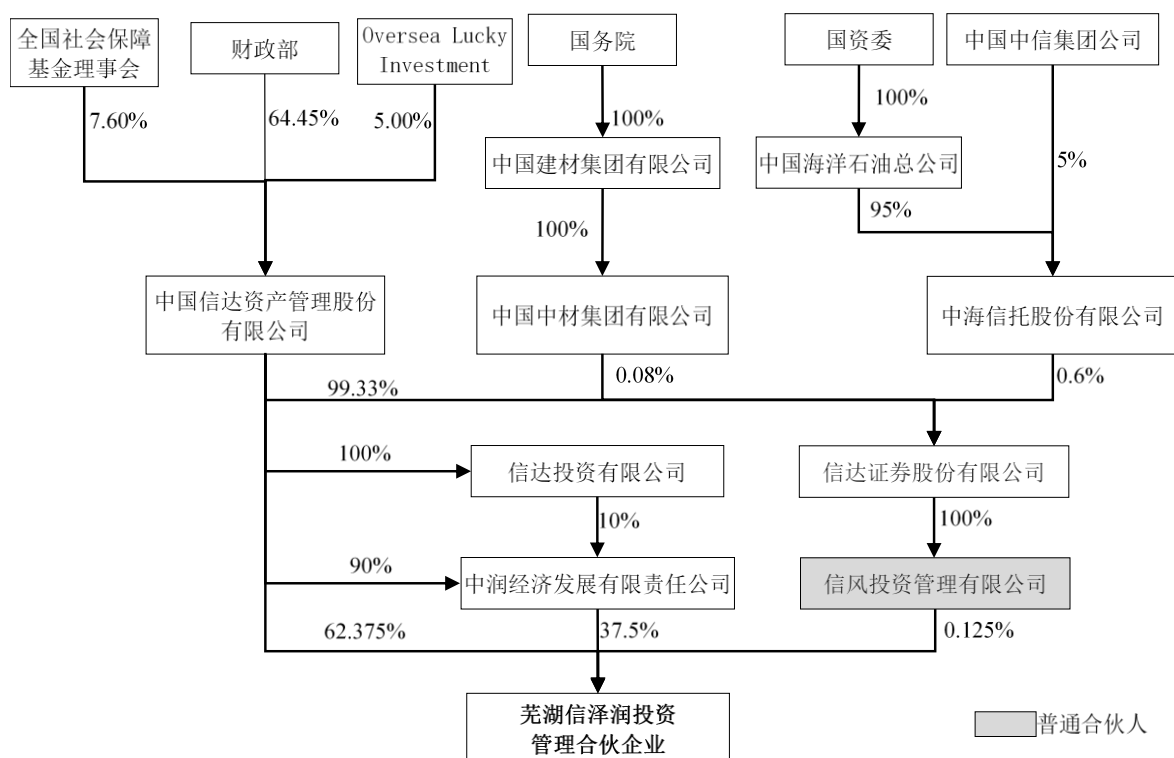 全国社会保障
基金理事会
财政部
Oversea Lucky
Investment
国务院
国资委
中国中信集团公司
7.60%
64.45%
5.00%
100%
100%
中国建材集团有限公司
中国海洋石油总公司
5%
100%
95%
中国信达资产管理股份
有限公司
中国中材集团有限公司
中海信托股份有限公司
99.33%
0.08%
0.6%
100%
信达投资有限公司
信达证券股份有限公司
10%
100%
90%
中润经济发展有限责任公司
信风投资管理有限公司
62.375%
37.5%
0.125%
芜湖信泽润投资
管理合伙企业
普通合伙人